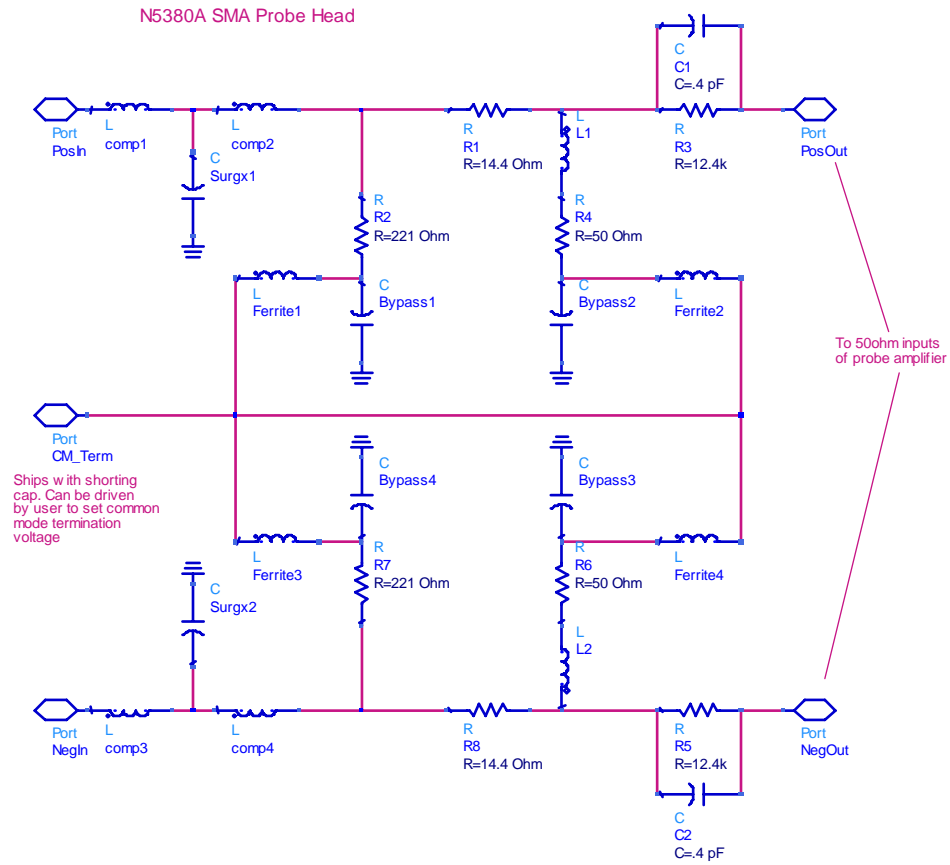 N5380A SMA Probe Head
C
C1
C=.4 pF
Port
PosIn
L
comp1
L
comp2
R
R1
R=14.4 Ohm
L
L1
R
R3
R=12.4k
Port
PosOut
C
Surgx1
R
R2
R=221 Ohm
R
R4
R=50 Ohm
L
Ferrite1
C
Bypass1
C
Bypass2
L
Ferrite2
To 50ohm inputs
of probe amplifier
Port
CM_Term
Ships with shorting
cap. Can be driven
by user to set common
mode termination
voltage
C
Bypass4
C
Bypass3
L
Ferrite3
R
R7
R=221 Ohm
R
R6
R=50 Ohm
L
Ferrite4
C
Surgx2
L
L2
Port
NegIn
L
comp3
L
comp4
R
R8
R=14.4 Ohm
R
R5
R=12.4k
Port
NegOut
C
C2
C=.4 pF